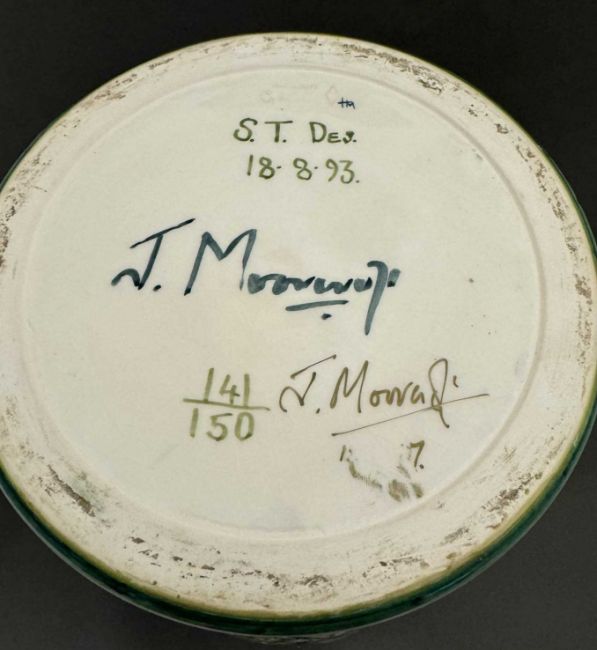 S. T. Des.
18·8·93.
J. Moorcroft
141
150
J. Moorcroft